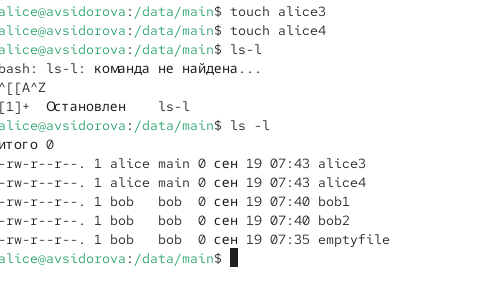 alice@avsidorova:/data/main$ touch alice3
alice@avsidorova:/data/main$ touch alice4
alice@avsidorova:/data/main$ ls-l
bash: ls-l: команда не найдена...
^[[A^Z
[1]+  Остановлен    ls-l
alice@avsidorova:/data/main$ ls -l
итого 0
-rw-r--r--. 1 alice main 0 сен 19 07:43 alice3
-rw-r--r--. 1 alice main 0 сен 19 07:43 alice4
-rw-r--r--. 1 bob   bob  0 сен 19 07:40 bob1
-rw-r--r--. 1 bob   bob  0 сен 19 07:40 bob2
-rw-r--r--. 1 bob   bob  0 сен 19 07:35 emptyfile
alice@avsidorova:/data/main$